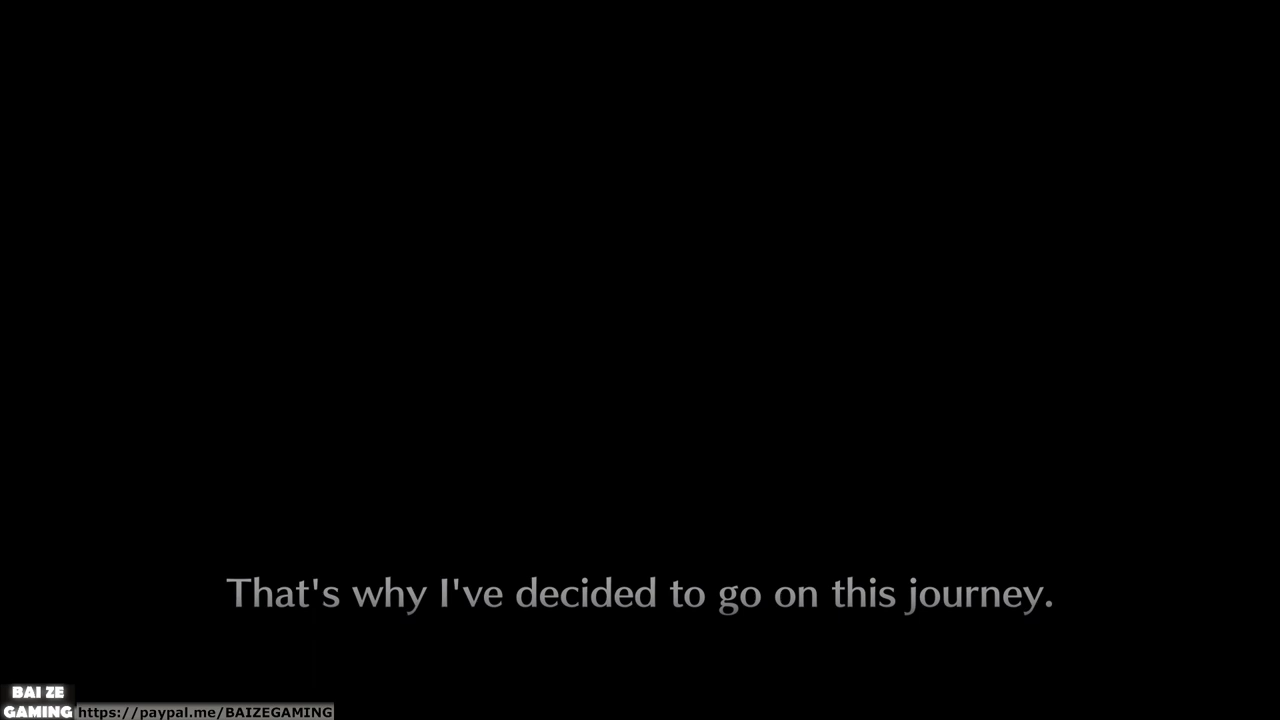 That's why I've decided to go on this journey.
BAI ZE
GAMING https://paypal.me/BAIZEGAMING